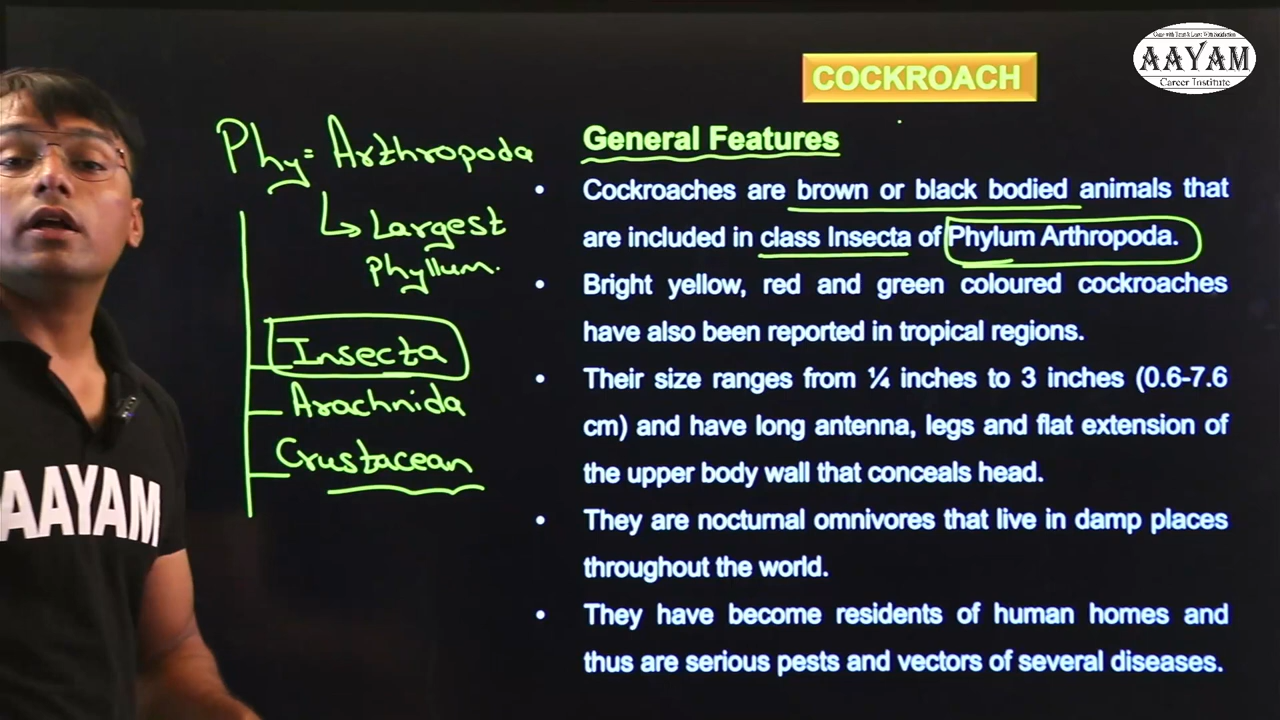 COCKROACH
AAYAM
Career Institute
Phy = Arthropoda
↳ Largest
phyllum.
Insecta
Arachnida
Crustacean
AAYAM
General Features
• Cockroaches are brown or black bodied animals that
are included in class Insecta of Phylum Arthropoda.
• Bright yellow, red and green coloured cockroaches
have also been reported in tropical regions.
• Their size ranges from ¼ inches to 3 inches (0.6-7.6
cm) and have long antenna, legs and flat extension of
the upper body wall that conceals head.
• They are nocturnal omnivores that live in damp places
throughout the world.
• They have become residents of human homes and
thus are serious pests and vectors of several diseases.